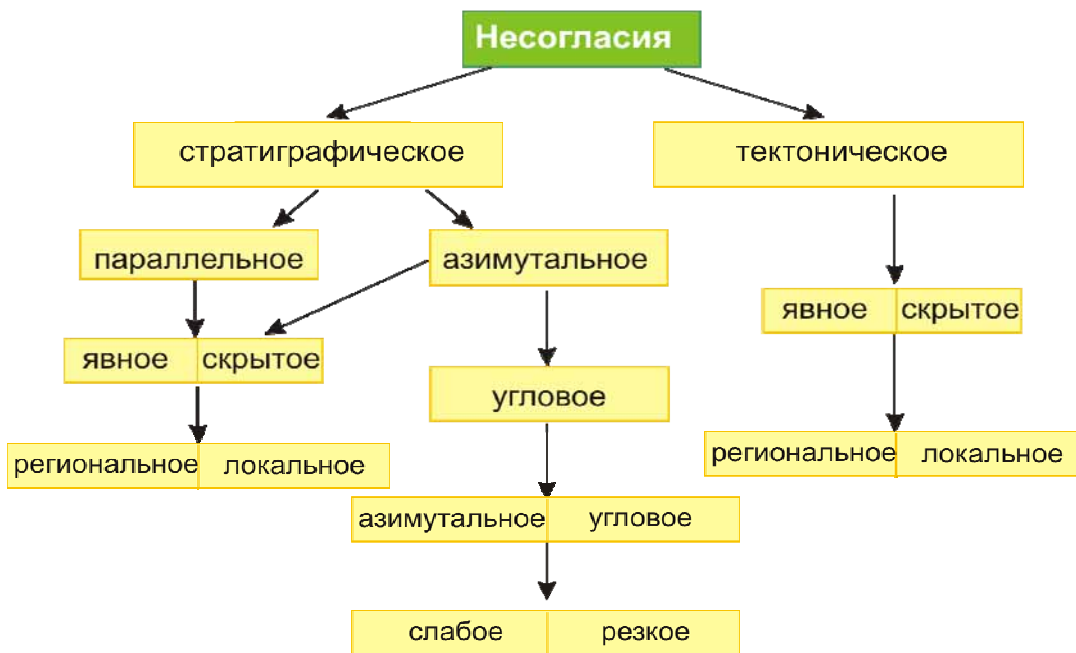 Несогласия
стратиграфическое
тектоническое
параллельное
азимутальное
явное скрытое
явное скрытое
угловое
региональное локальное
региональное локальное
азимутальное угловое
слабое резкое